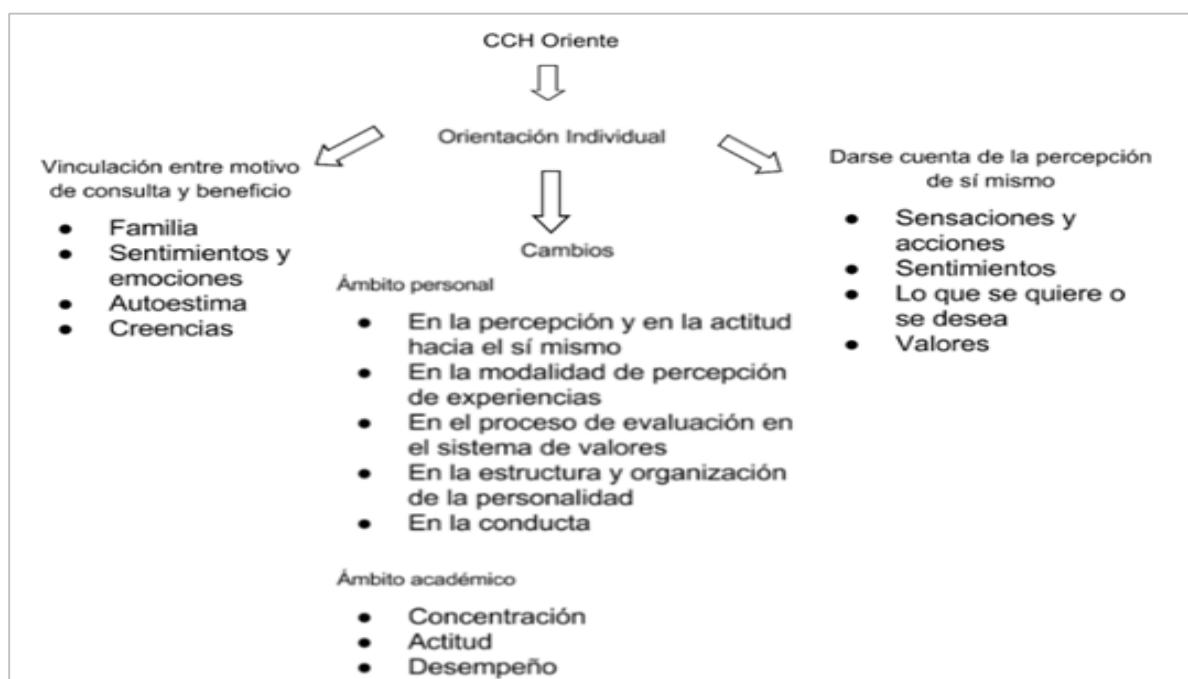 CCH Oriente
Orientación Individual
Vinculación entre motivo
de consulta y beneficio
● Familia
● Sentimientos y
emociones
● Autoestima
● Creencias
Cambios
Ámbito personal
● En la percepción y en la actitud
hacia el sí mismo
● En la modalidad de percepción
de experiencias
● En el proceso de evaluación en
el sistema de valores
● En la estructura y organización
de la personalidad
● En la conducta
Ámbito académico
● Concentración
● Actitud
● Desempeño
Darse cuenta de la percepción
de sí mismo
● Sensaciones y
acciones
● Sentimientos
● Lo que se quiere o
se desea
● Valores